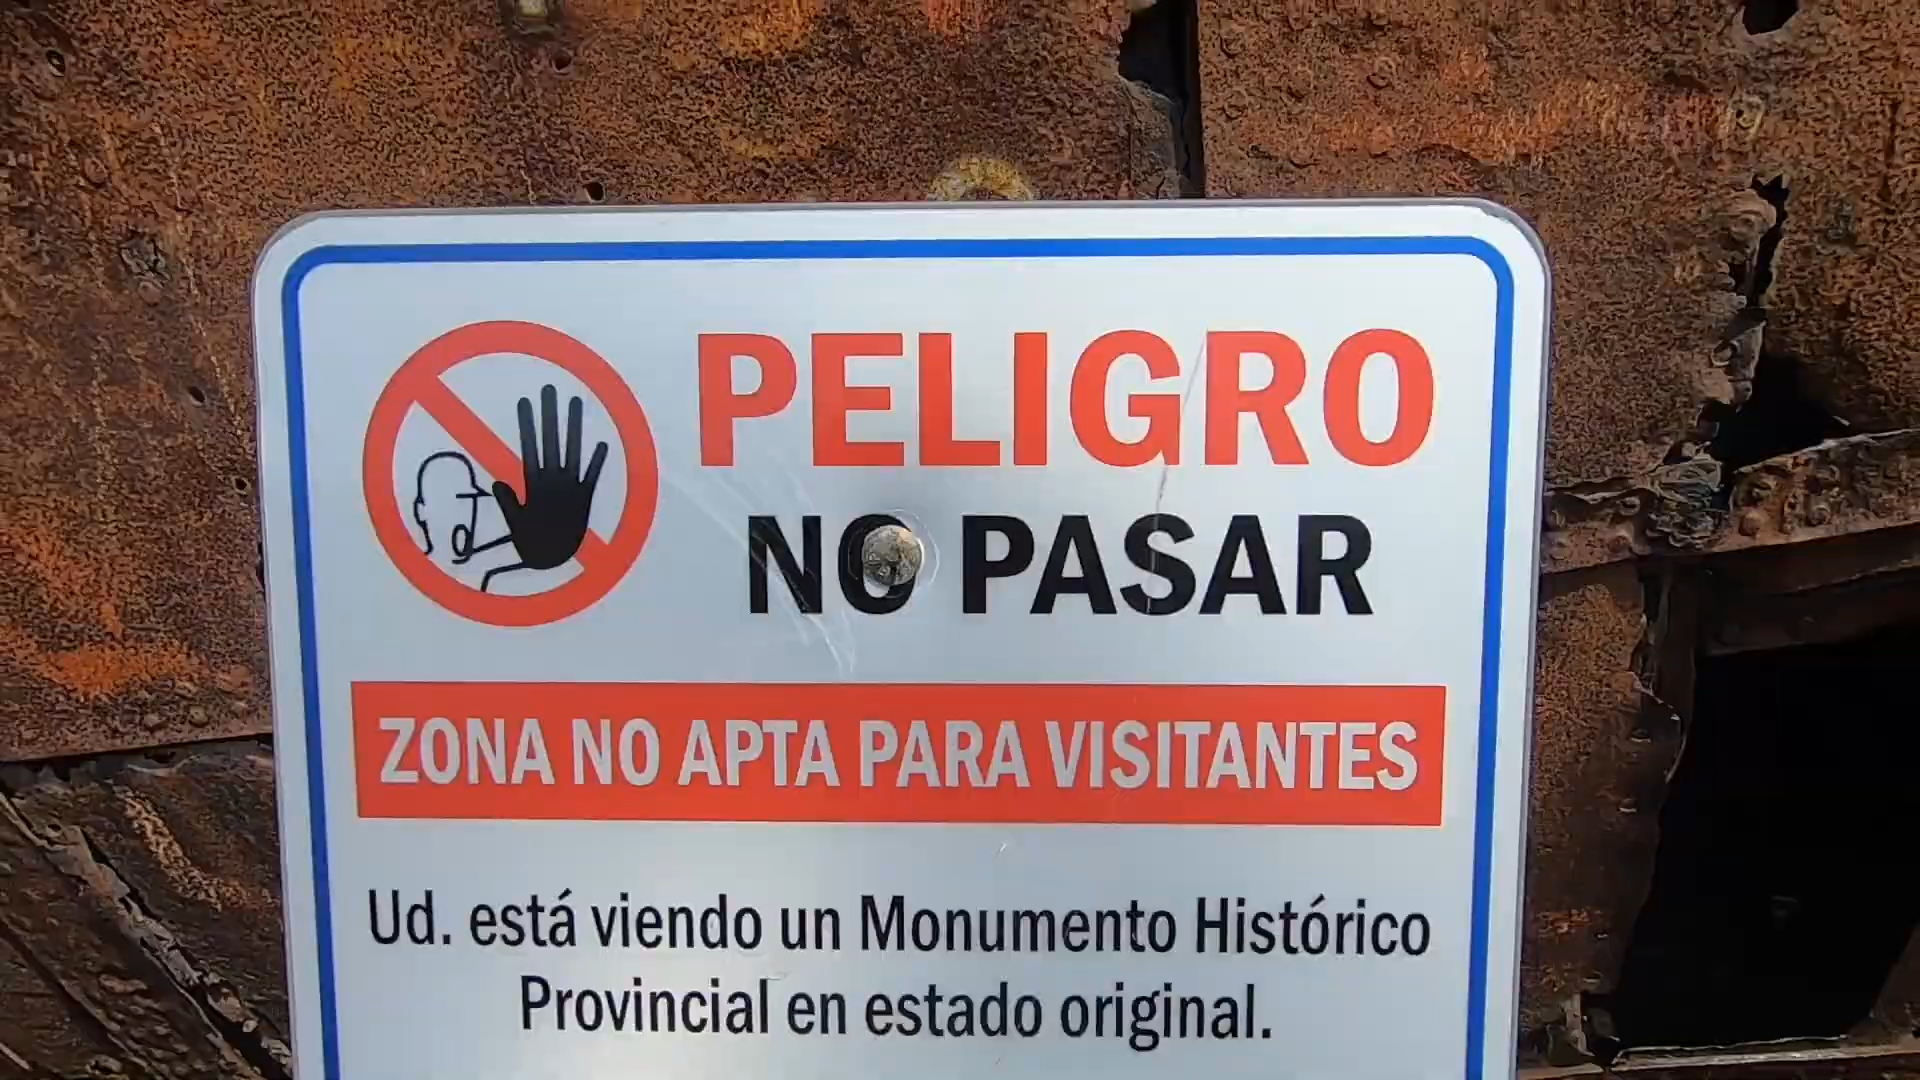 PELIGRO
NO PASAR
ZONA NO APTA PARA VISITANTES
Ud. está viendo un Monumento Histórico
Provincial en estado original.